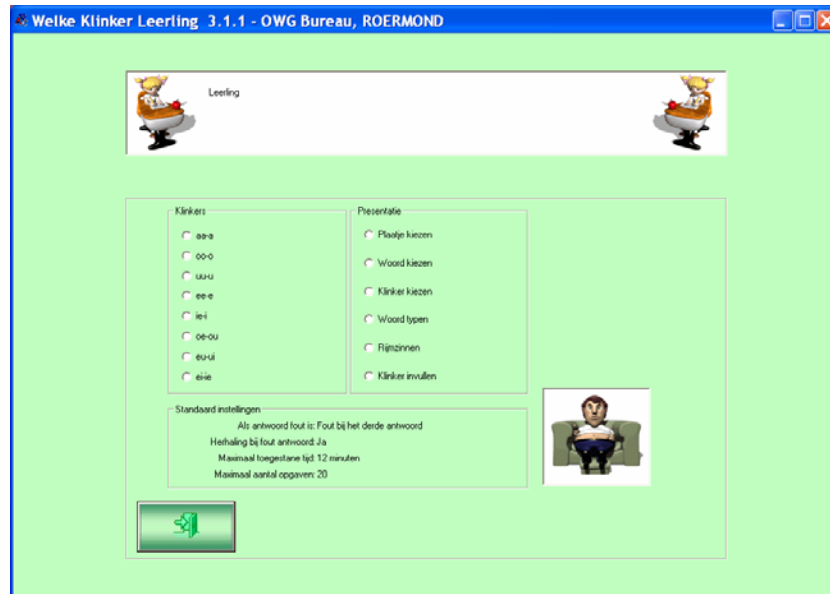 Welke Klinker Leerling 3.1.1 - OWG Bureau, ROERMOND
Leerling
Klinkers
aa-a
oo-o
uu-u
ee-e
ie-i
oe-ou
eu-ui
ei-ie
Presentatie
Plaatje kiezen
Woord kiezen
Klinker kiezen
Woord typen
Rijmzinnen
Klinker invullen
Standaard instellingen
Als antwoord fout is: Fout bij het derde antwoord
Herhaling bij fout antwoord: Ja
Maximaal toegestane tijd: 12 minuten
Maximaal aantal opgaven: 20